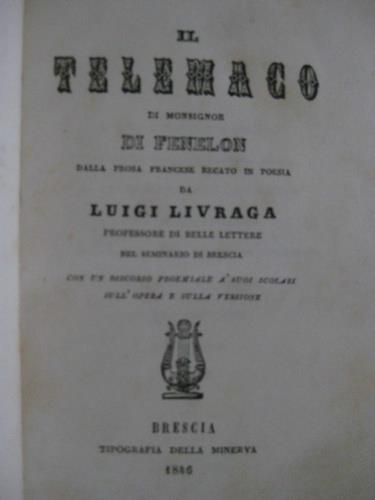 IL
TELEMACO
DI MONSIGNOR
DI FENELON
DALLA PROSA FRANCESE RECATO IN POESIA
DA
LUIGI LIVRAGA
PROFESSORE DI BELLE LETTERE
NEL SEMINARIO DI BRESCIA
CON UN DISCORSO PROEMIALE A' SUOI SCOLARI
SULL' OPERA E SULLA VERSIONE
BRESCIA
TIPOGRAFIA DELLA MINERVA
1846